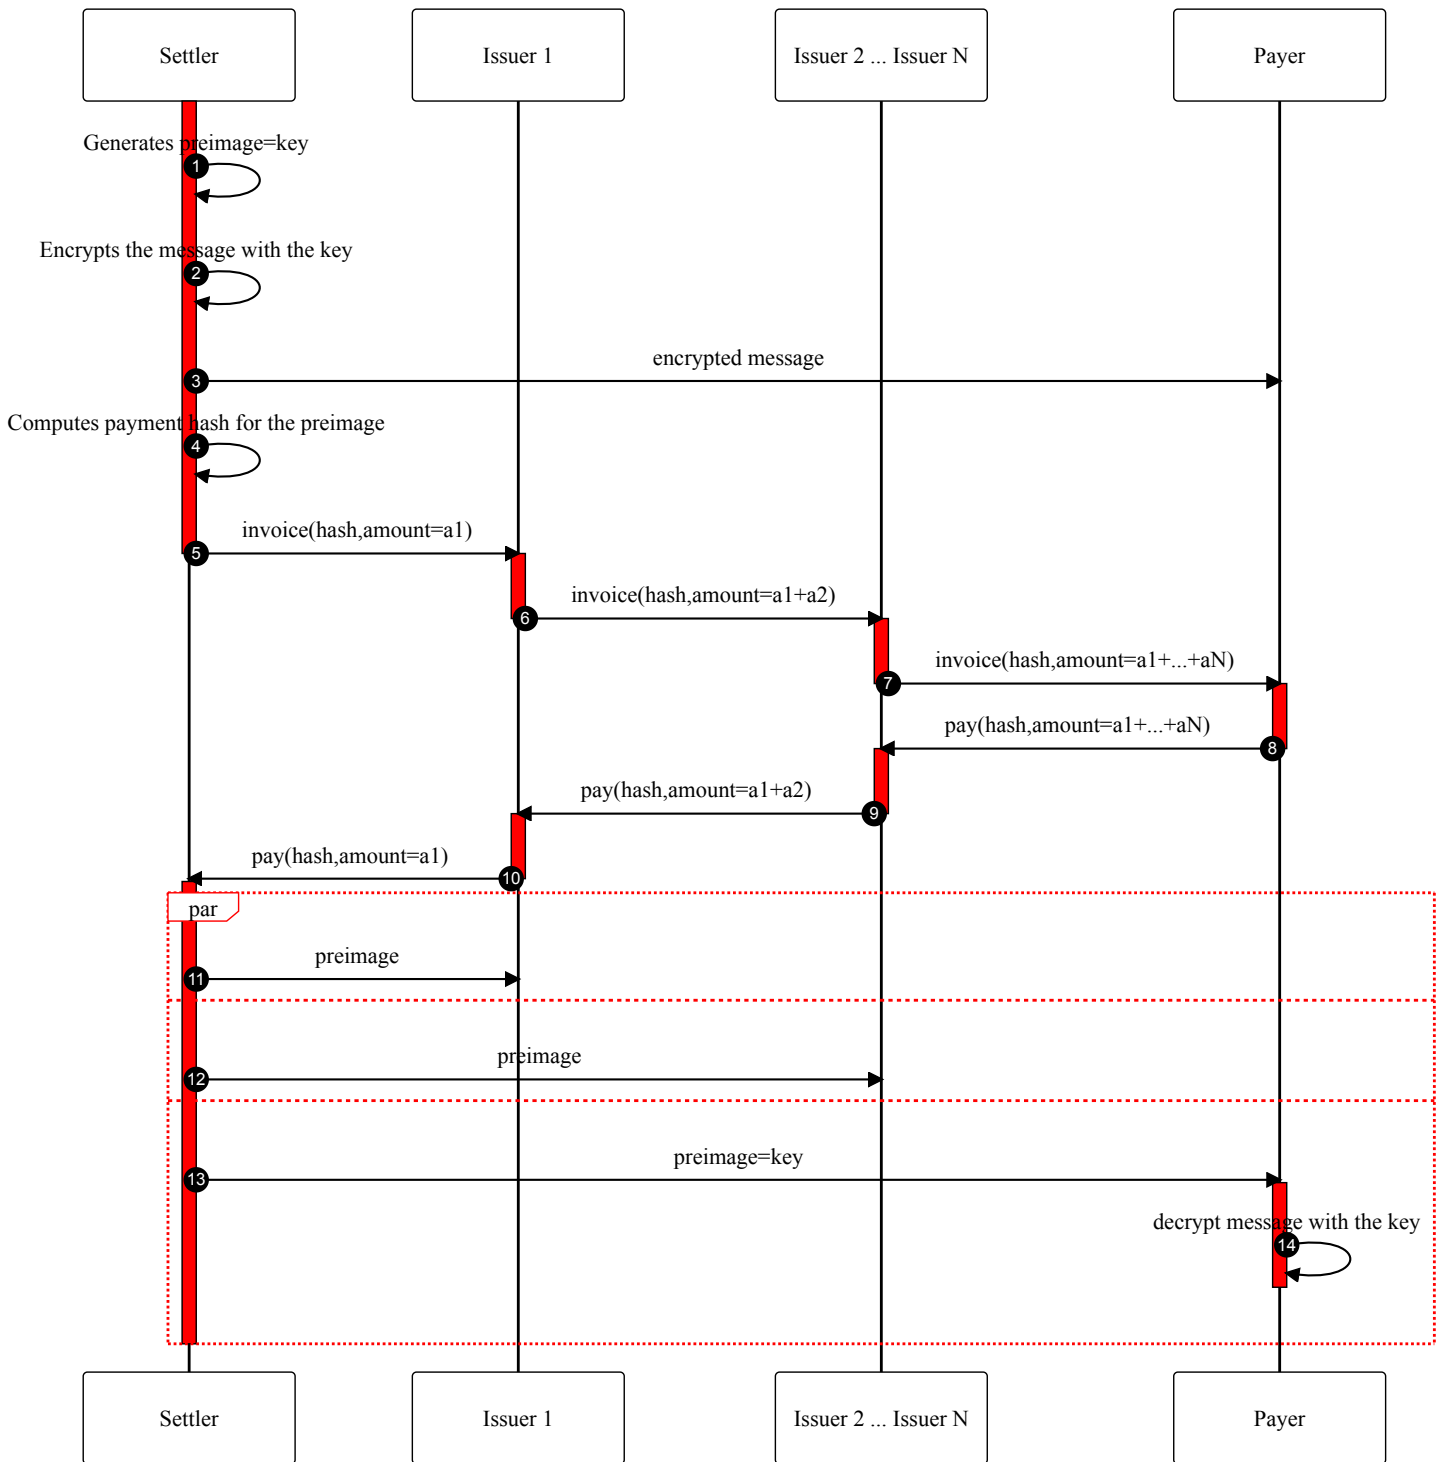 Settler
Issuer 1
Issuer 2 ... Issuer N
Payer
Generates preimage=key
1
Encrypts the message with the key
2
encrypted message
3
Computes payment hash for the preimage
4
invoice(hash,amount=a1)
5
invoice(hash,amount=a1+a2)
6
invoice(hash,amount=a1+...+aN)
7
pay(hash,amount=a1+...+aN)
8
pay(hash,amount=a1+a2)
9
pay(hash,amount=a1)
10
par
preimage
11
preimage
12
preimage=key
13
decrypt message with the key
14
Settler
Issuer 1
Issuer 2 ... Issuer N
Payer